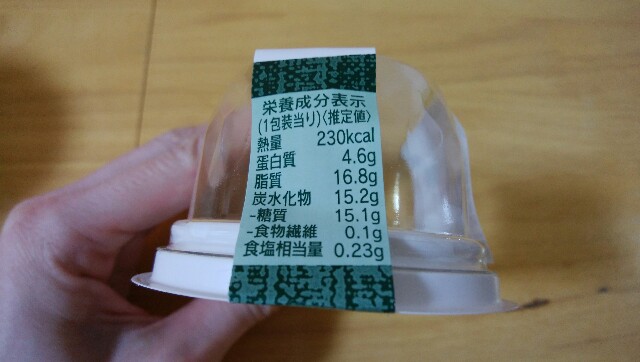 栄養成分表示
(1包装当り)〈推定値〉
熱量 230kcal
蛋白質 4.6g
脂質 16.8g
炭水化物 15.2g
-糖質 15.1g
-食物繊維 0.1g
食塩相当量 0.23g